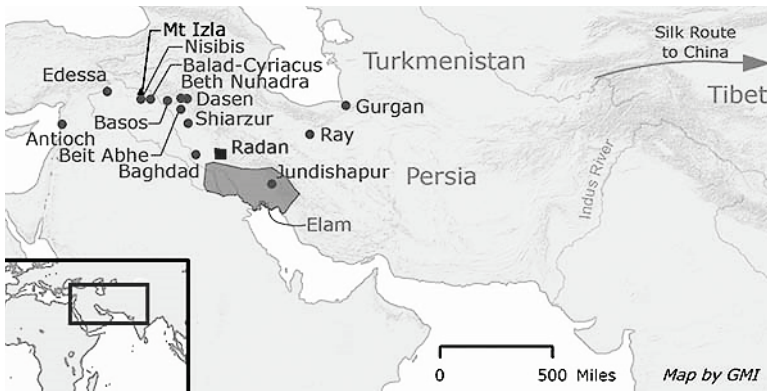 Mt Izla
Nisibis
Balad-Cyriacus
Beth Nuhadra
Edessa
Dasen
Basos
Shiarzur
Antioch
Beit Abhe
Baghdad
Radan
Jundishapur
Elam
Ray
Gurgan
Turkmenistan
Persia
Silk Route
to China
Tibet
Indus River
0 500 Miles
Map by GMI